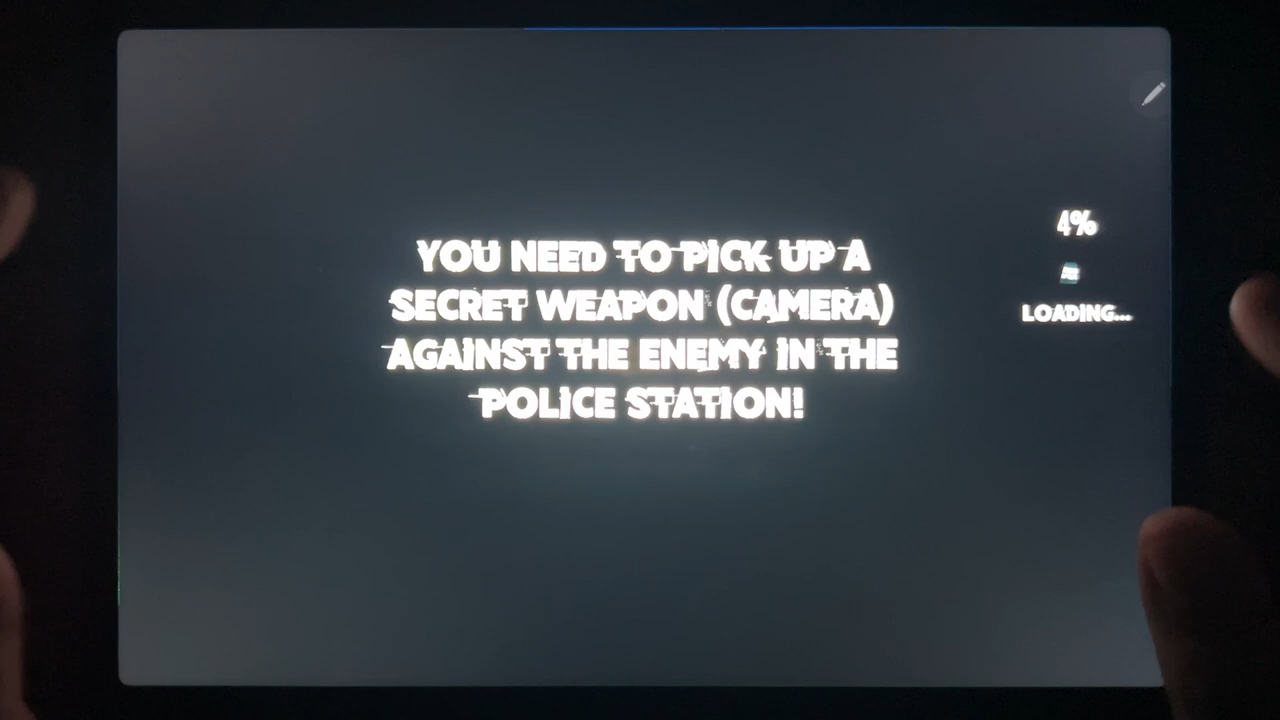 YOU NEED TO PICK UP A
SECRET WEAPON (CAMERA)
AGAINST THE ENEMY IN THE
POLICE STATION!
4%
LOADING...